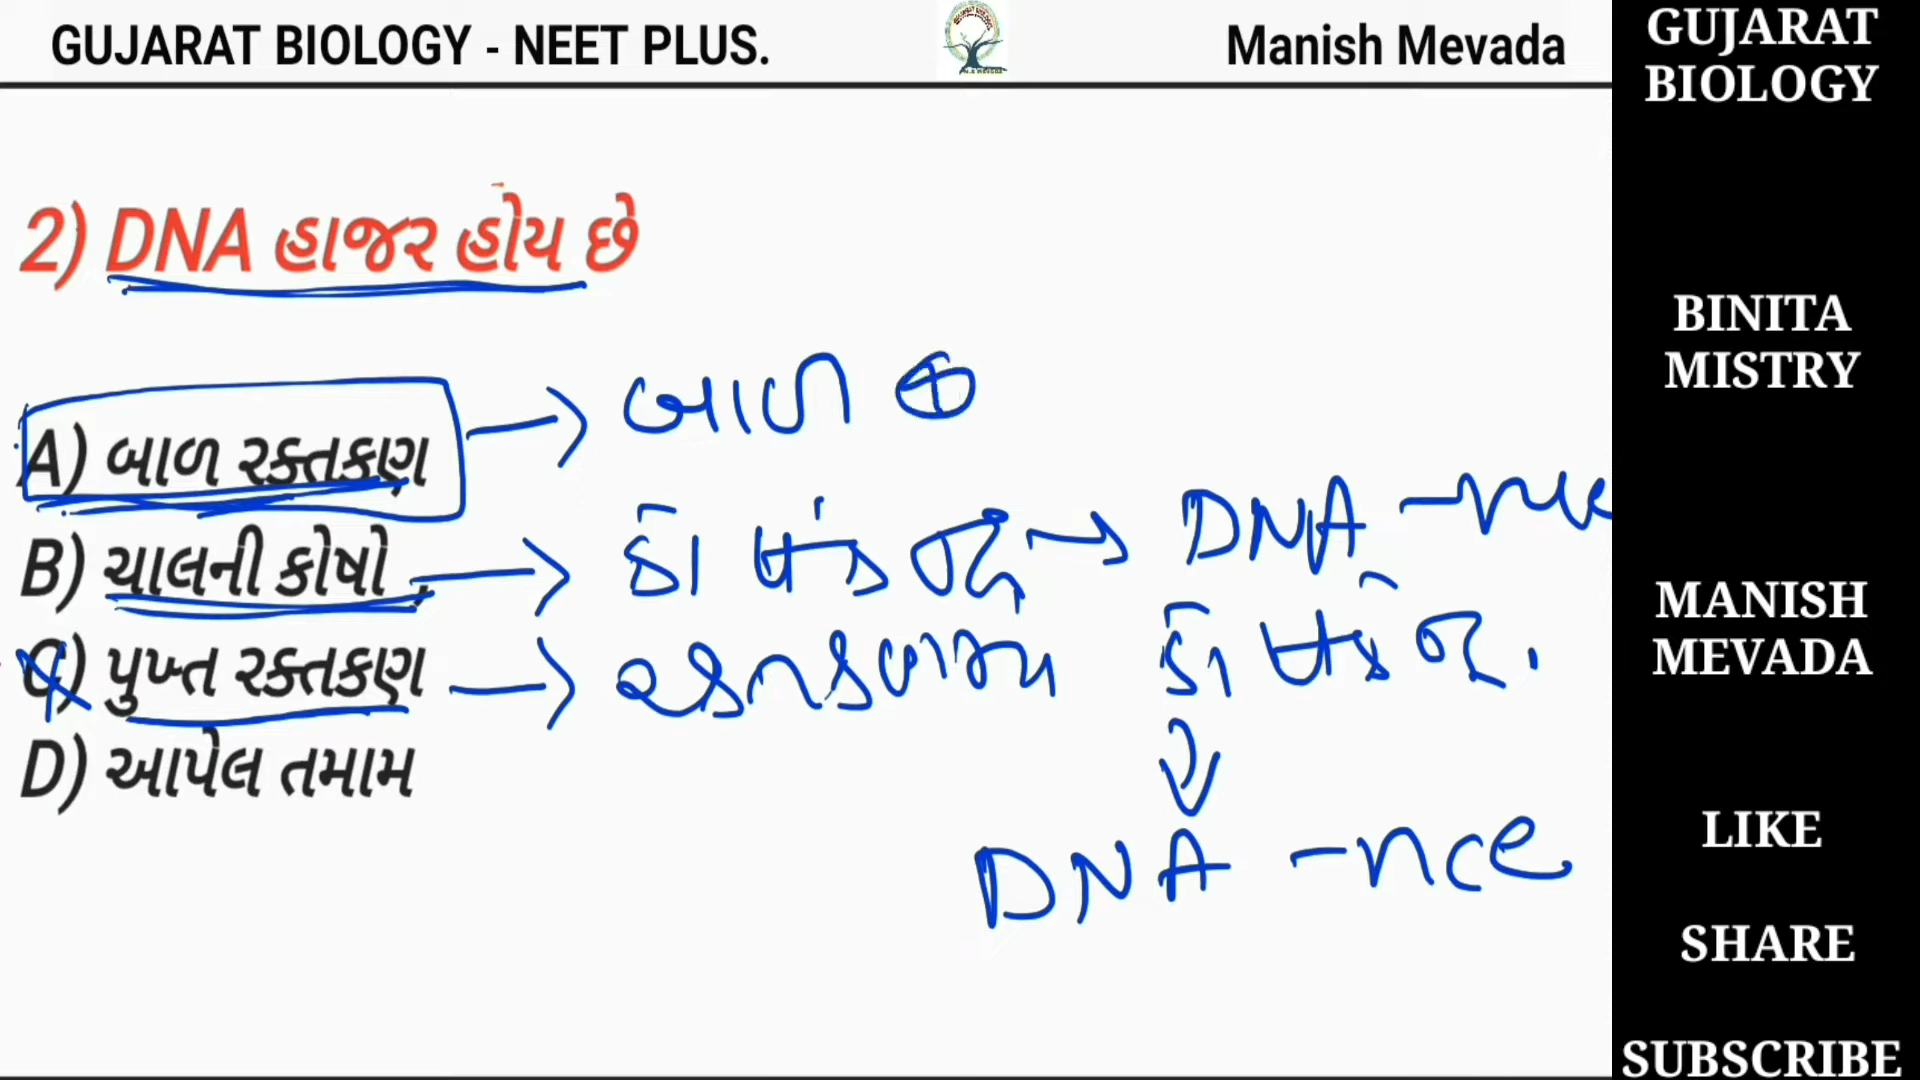 GUJARAT BIOLOGY - NEET PLUS.
Manish Mevada
2) DNA હાજર હોય છે
A) બાળ રક્તકણ
બાળ
B) ચાલની કોષો ,
DNA
C) પુખ્ત રક્તકણ
D) આપેલ તમામ
DNA
GUJARAT
BIOLOGY
BINITA
MISTRY
MANISH
MEVADA
LIKE
SHARE
SUBSCRIBE